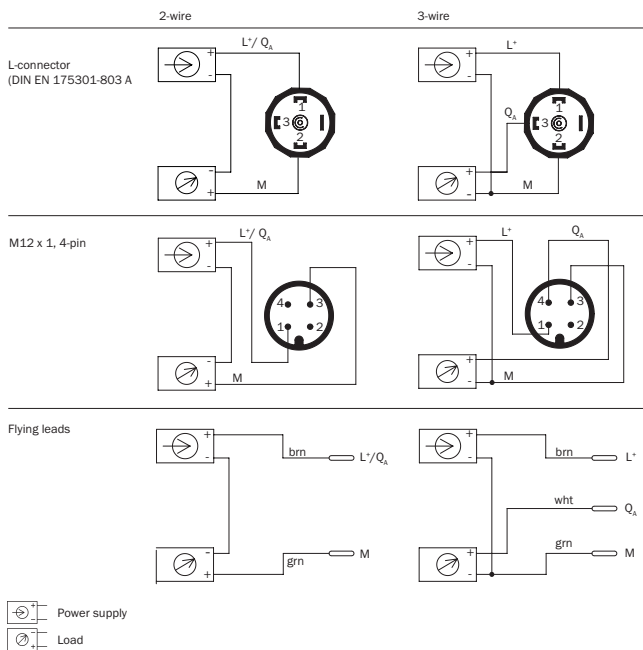 2-wire 3-wire
L-connector
(DIN EN 175301-803 A
+
-
L⁺/ Q_A
1
3
2
-
+
M
+
-
L⁺
Q_A
1
3
2
+
-
M
M12 x 1, 4-pin
+
-
L⁺/ Q_A
4 3
1 2
-
+
M
+
-
L⁺
Q_A
4 3
1 2
+
-
M
Flying leads
+
-
brn
L⁺/Q_A
-
+
grn
M
+
-
brn
L⁺
wht
Q_A
+
-
grn
M
+
-
Power supply
-
+
Load